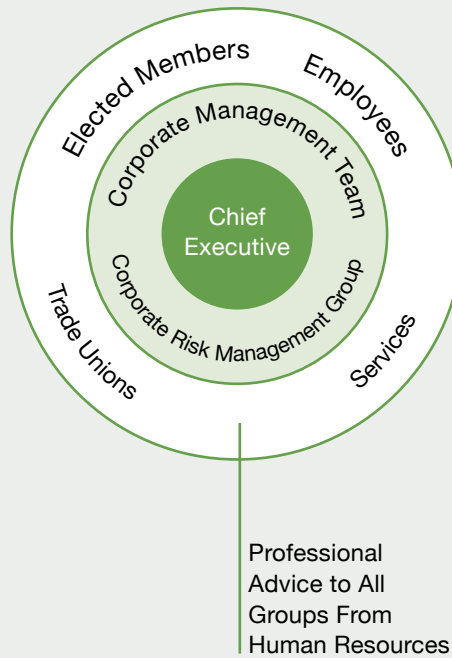 Elected Members
Employees
Corporate Management Team
Chief
Executive
Corporate Risk Management Group
Trade Unions
Services
Professional
Advice to All
Groups From
Human Resources